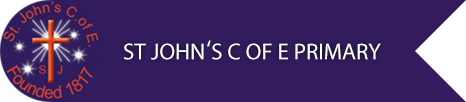 St. John's C. of E.
S J
Founded 1817
ST JOHN'S C OF E PRIMARY